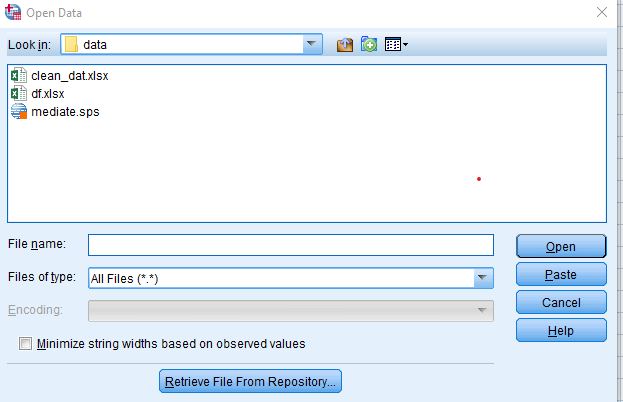 Open Data
Look in: data
clean_dat.xlsx
df.xlsx
mediate.sps
File name:
Open
Files of type: All Files (*.*)
Paste
Encoding:
Cancel
Help
Minimize string widths based on observed values
Retrieve File From Repository...